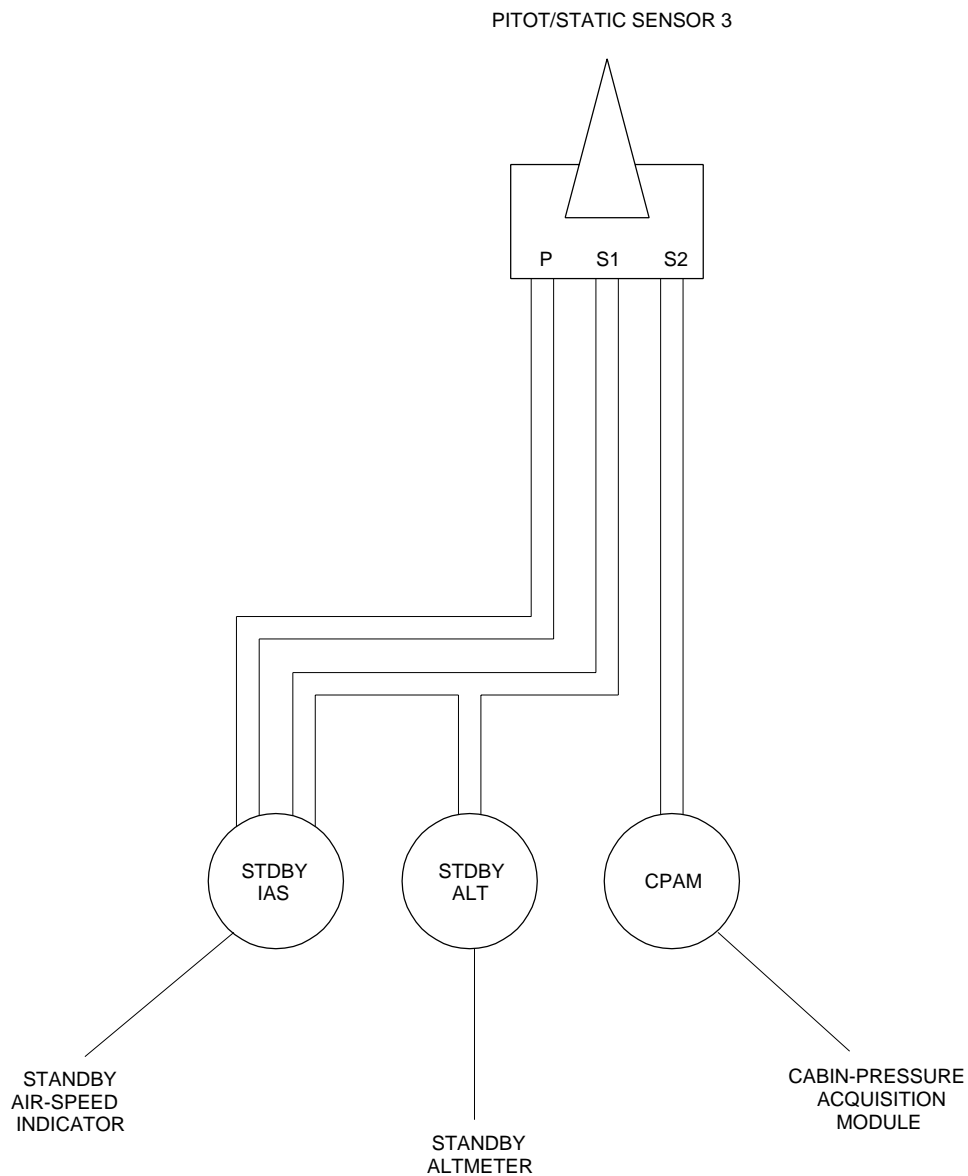 PITOT/STATIC SENSOR 3
P S1 S2
STDBY
IAS
STDBY
ALT
CPAM
STANDBY
AIR-SPEED
INDICATOR
STANDBY
ALTMETER
CABIN-PRESSURE
ACQUISITION
MODULE